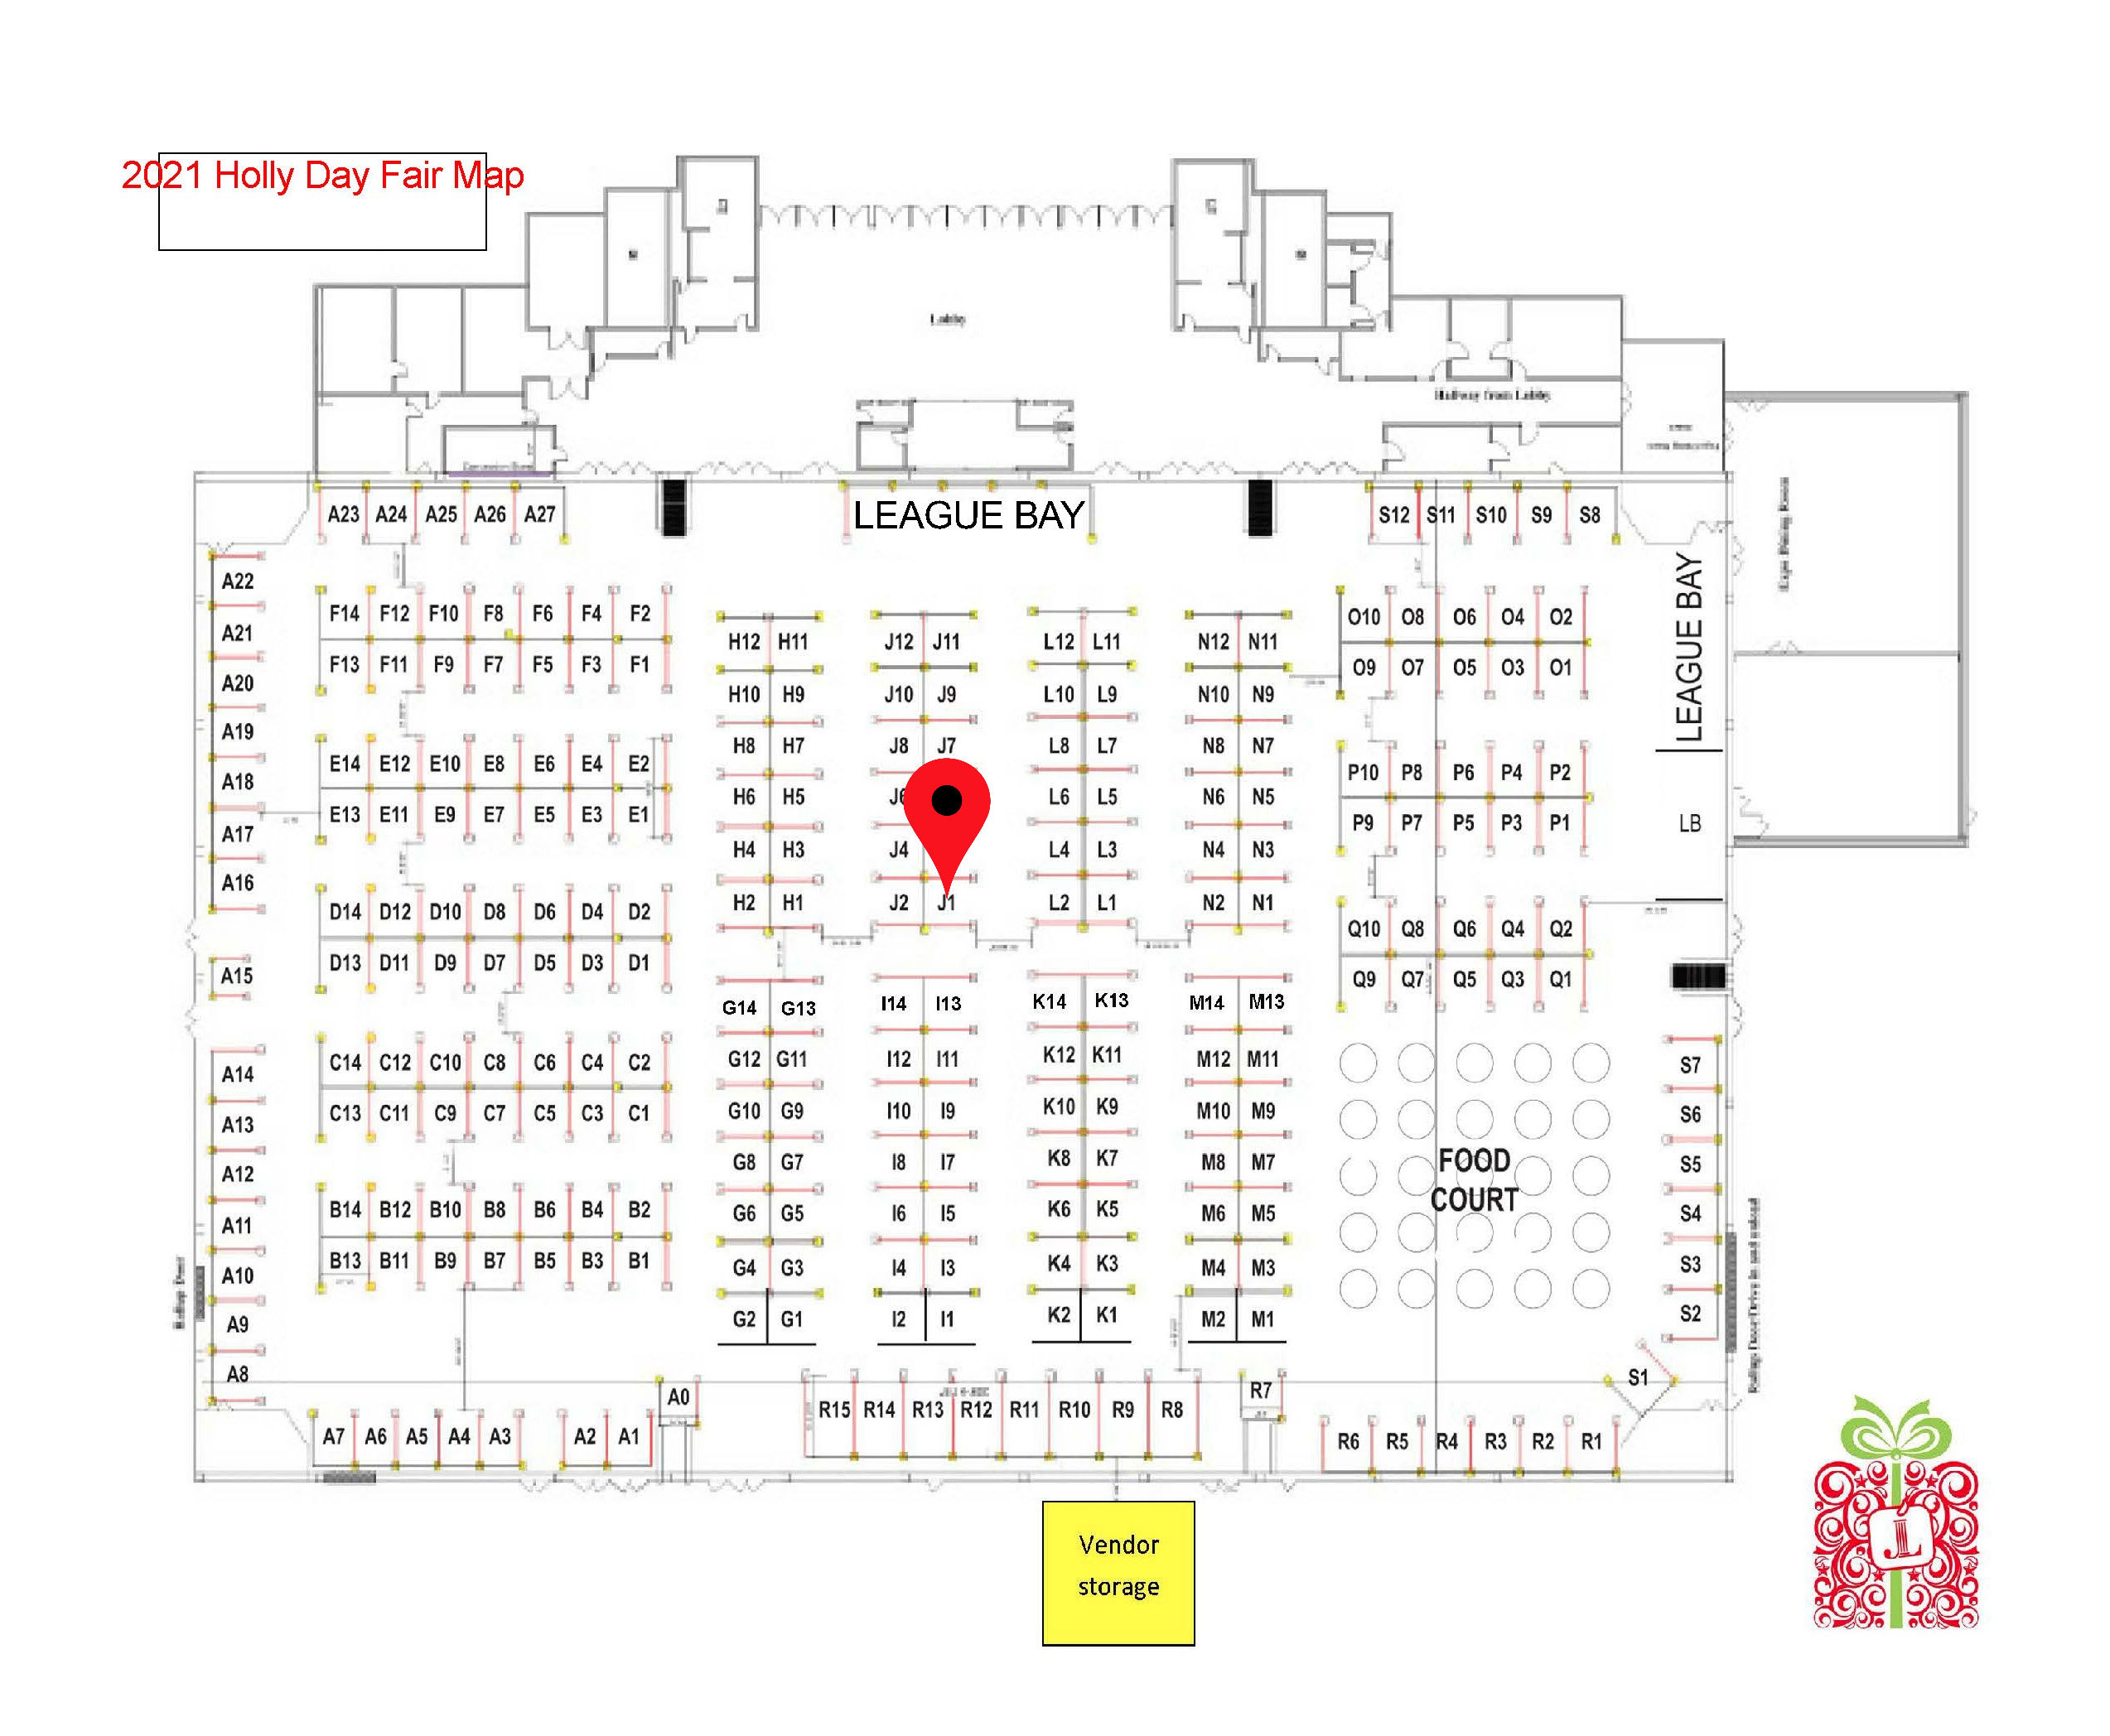 2021 Holly Day Fair Map
Lobby
Hallway from Lobby
LEAGUE BAY
A23 A24 A25 A26 A27
S12 S11 S10 S9 S8
A22
A21
A20
A19
A18
A17
A16
A15
A14
A13
A12
A11
A10
A9
A8
F14 F12 F10 F8 F6 F4 F2
F13 F11 F9 F7 F5 F3 F1
E14 E12 E10 E8 E6 E4 E2
E13 E11 E9 E7 E5 E3 E1
D14 D12 D10 D8 D6 D4 D2
D13 D11 D9 D7 D5 D3 D1
C14 C12 C10 C8 C6 C4 C2
C13 C11 C9 C7 C5 C3 C1
B14 B12 B10 B8 B6 B4 B2
B13 B11 B9 B7 B5 B3 B1
H12 H11
H10 H9
H8 H7
H6 H5
H4 H3
H2 H1
G14 G13
G12 G11
G10 G9
G8 G7
G6 G5
G4 G3
G2 G1
J12 J11
J10 J9
J8 J7
J6
J4
J2 J1
I14 I13
I12 I11
I10 I9
I8 I7
I6 I5
I4 I3
I2 I1
L12 L11
L10 L9
L8 L7
L6 L5
L4 L3
L2 L1
K14 K13
K12 K11
K10 K9
K8 K7
K6 K5
K4 K3
K2 K1
N12 N11
N10 N9
N8 N7
N6 N5
N4 N3
N2 N1
M14 M13
M12 M11
M10 M9
M8 M7
M6 M5
M4 M3
M2 M1
O10 O8 O6 O4 O2
O9 O7 O5 O3 O1
P10 P8 P6 P4 P2
P9 P7 P5 P3 P1
Q10 Q8 Q6 Q4 Q2
Q9 Q7 Q5 Q3 Q1
LEAGUE BAY
LB
FOOD
COURT
S7
S6
S5
S4
S3
S2
S1
Rollup Door
A7 A6 A5 A4 A3 A2 A1
A0
R15 R14 R13 R12 R11 R10 R9 R8
R7
R6 R5 R4 R3 R2 R1
Vendor
storage
JL